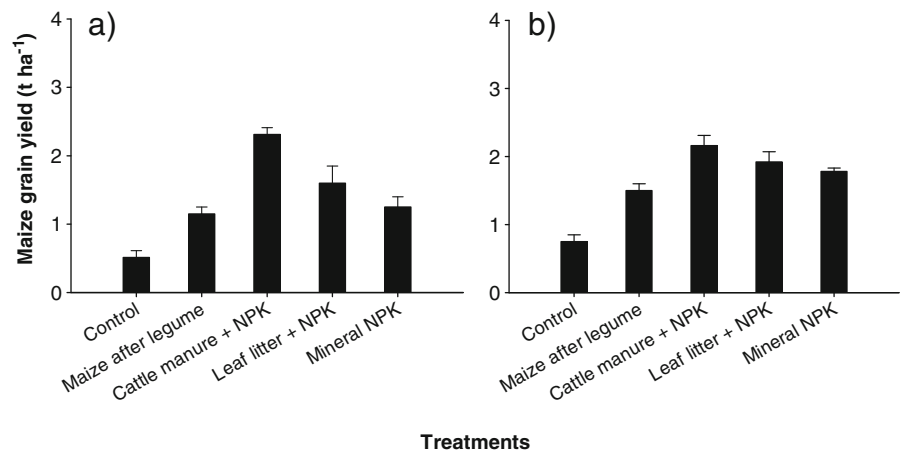 a)
Maize grain yield (t ha⁻¹)
4
3
2
1
0
Control
Maize after legume
Cattle manure + NPK
Leaf litter + NPK
Mineral NPK
b)
4
3
2
1
0
Control
Maize after legume
Cattle manure + NPK
Leaf litter + NPK
Mineral NPK
Treatments